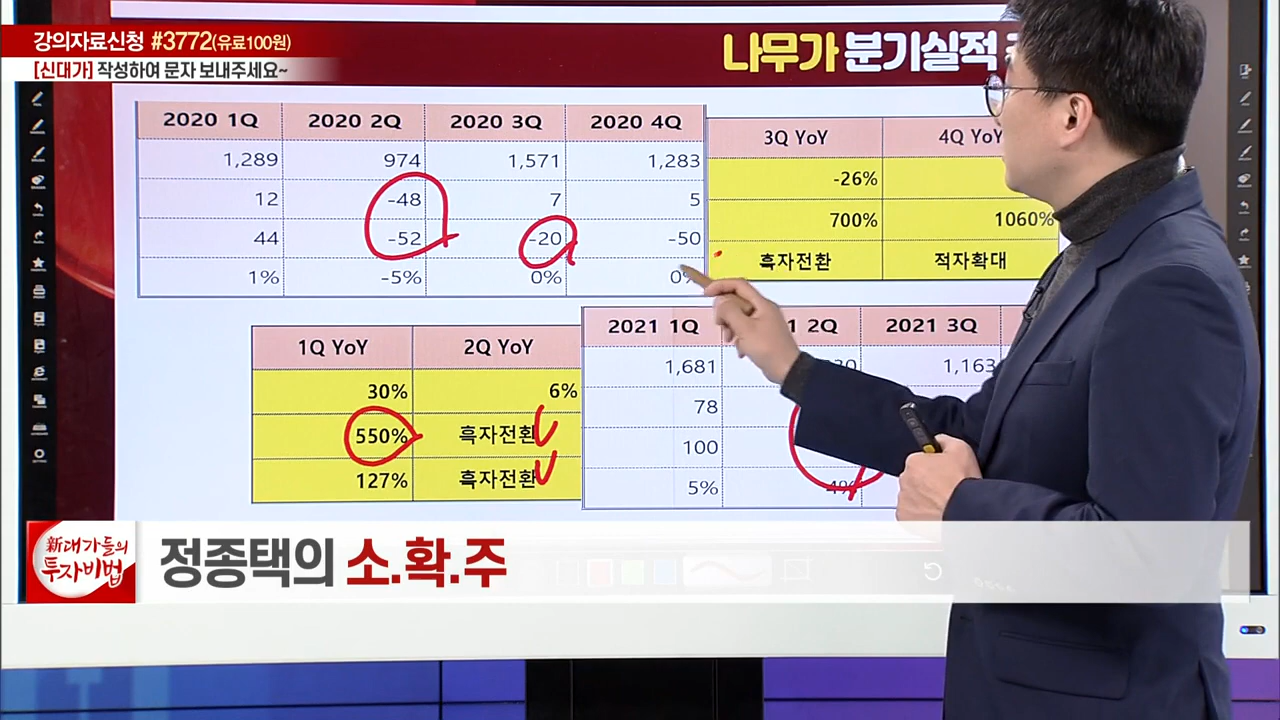 강의자료신청 #3772(유료100원)
[신대가] 작성하여 문자 보내주세요~
나무가 분기실적
2020 1Q 2020 2Q 2020 3Q 2020 4Q
1,289 974 1,571 1,283
12 -48 7 5
44 -52 -20 -50
1% -5% 0% 0%
3Q YoY 4Q YoY
-26%
700% 1060%
흑자전환 적자확대
1Q YoY 2Q YoY
30% 6%
550% 흑자전환
127% 흑자전환
2021 1Q 2Q 2021 3Q
1,681 1,163
78
100
5% 4%
新대가들의
투자비법
정종택의 소.확.주